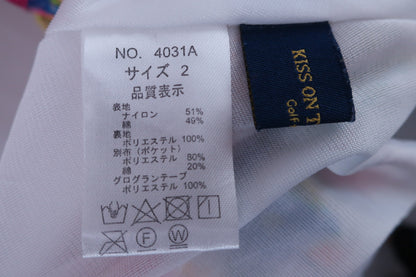 NO. 4031A
サイズ 2
品質表示
表地
ナイロン 51%
綿 49%
裏地
ポリエステル 100%
別布(ポケット)
ポリエステル 80%
綿 20%
グログランテープ
ポリエステル 100%
F
W
KISS ON T
Golf